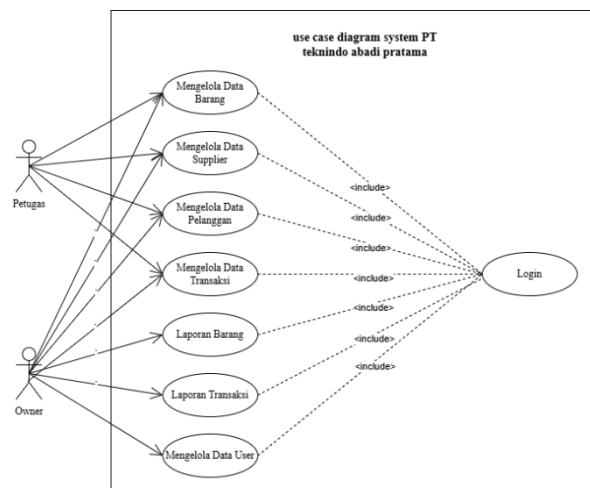 use case diagram system PT
teknindo abadi pratama
Mengelola Data
Barang
Mengelola Data
Supplier
Petugas
<include>
Mengelola Data
Pelanggan
<include>
<include>
Mengelola Data
Transaksi
<include>
Login
<include>
Laporan Barang
<include>
Owner
Laporan Transaksi
<include>
Mengelola Data User